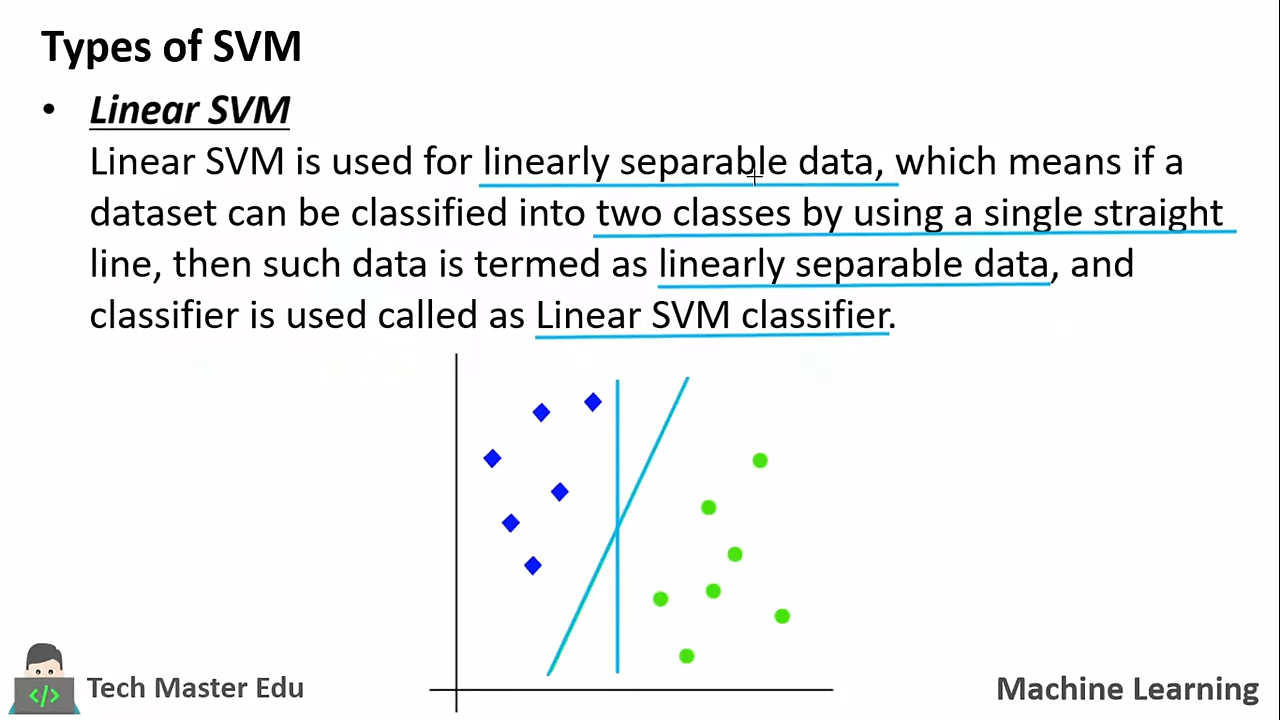 Types of SVM
• Linear SVM
Linear SVM is used for linearly separable data, which means if a
dataset can be classified into two classes by using a single straight
line, then such data is termed as linearly separable data, and
classifier is used called as Linear SVM classifier.
</>
Tech Master Edu
Machine Learning